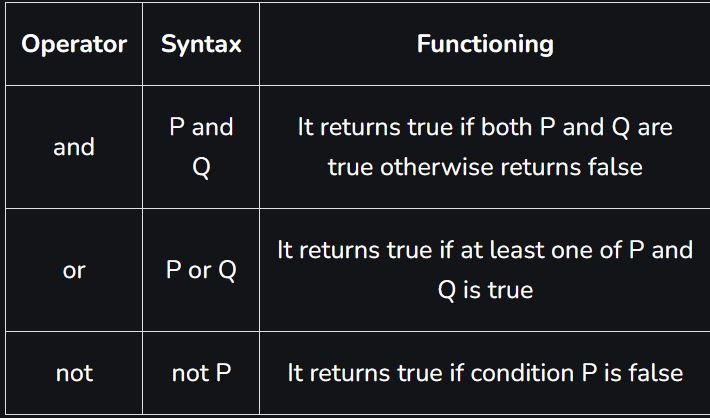 Operator Syntax Functioning
and
P and
Q
It returns true if both P and Q are
true otherwise returns false
or
P or Q
It returns true if at least one of P and
Q is true
not
not P
It returns true if condition P is false